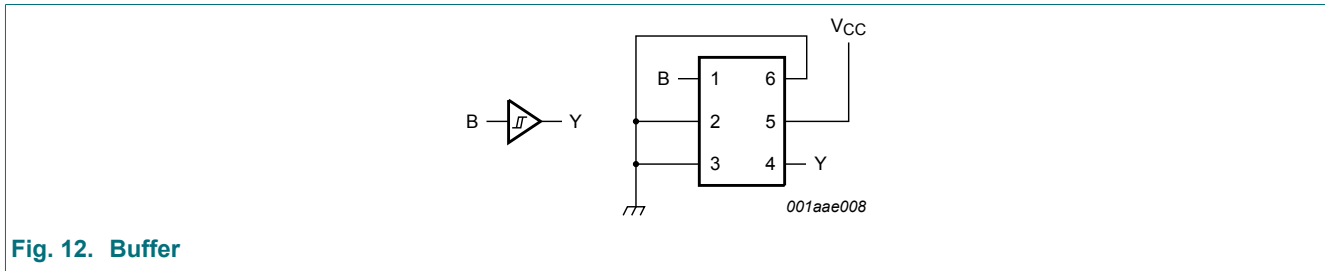 VCC
B 1 6
B Y 2 5
3 4 Y
001aae008
Fig. 12. Buffer